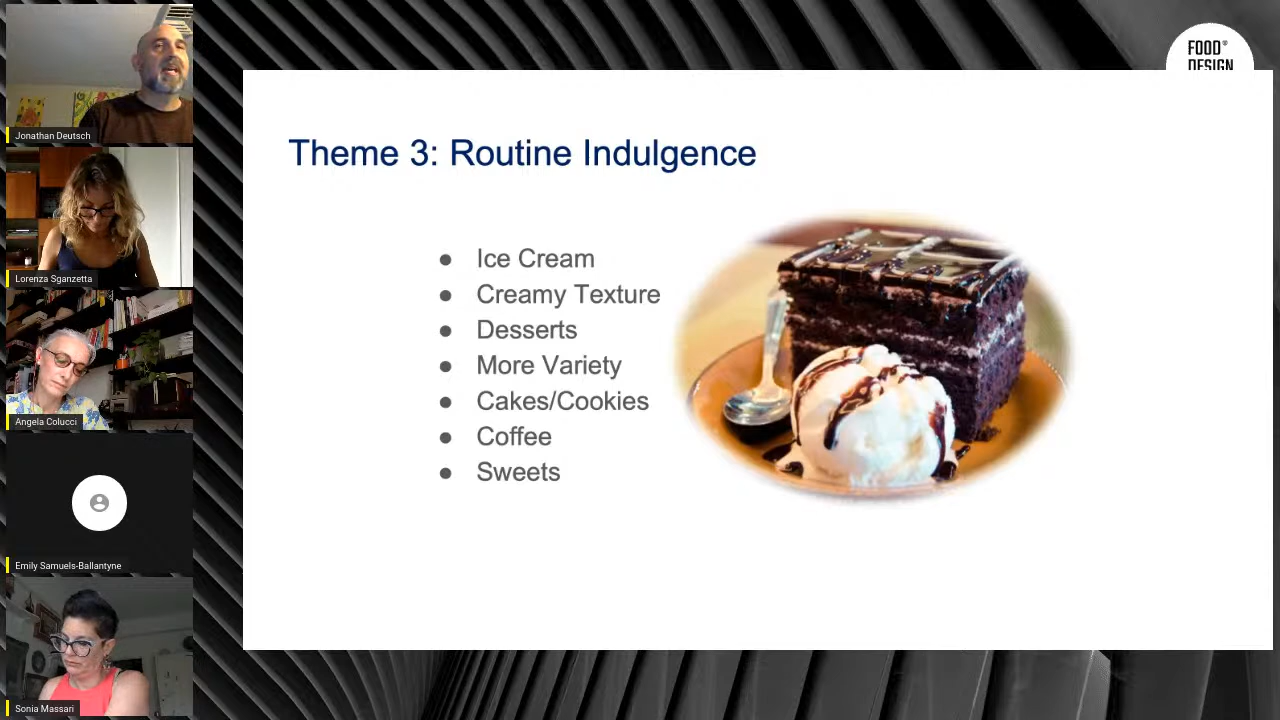 Jonathan Deutsch
Lorenza Sganzetta
Angela Colucci
Emily Samuels-Ballantyne
Sonia Massari
FOOD®
DESIGN
Theme 3: Routine Indulgence
● Ice Cream
● Creamy Texture
● Desserts
● More Variety
● Cakes/Cookies
● Coffee
● Sweets